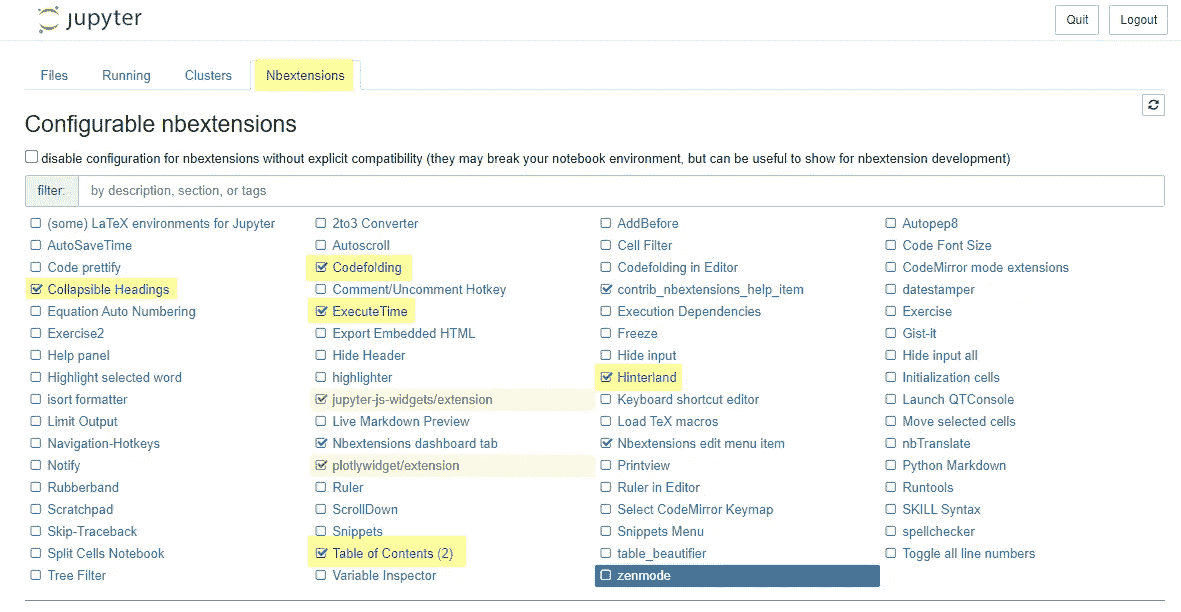 jupyter
Quit Logout
Files Running Clusters Nbextensions
Configurable nbextensions
disable configuration for nbextensions without explicit compatibility (they may break your notebook environment, but can be useful to show for nbextension development)
filter: by description, section, or tags
(some) LaTeX environments for Jupyter 2to3 Converter AddBefore Autopep8
AutoSaveTime Autoscroll Cell Filter Code Font Size
Code prettify Codefolding Codefolding in Editor CodeMirror mode extensions
Collapsible Headings Comment/Uncomment Hotkey contrib_nbextensions_help_item datestamper
Equation Auto Numbering ExecuteTime Execution Dependencies Exercise
Exercise2 Export Embedded HTML Freeze Gist-it
Help panel Hide Header Hide input Hide input all
Highlight selected word highlighter Hinterland Initialization cells
isort formatter jupyter-js-widgets/extension Keyboard shortcut editor Launch QTConsole
Limit Output Live Markdown Preview Load TeX macros Move selected cells
Navigation-Hotkeys Nbextensions dashboard tab Nbextensions edit menu item nbTranslate
Notify plotlywidget/extension Printview Python Markdown
Rubberband Ruler Ruler in Editor Runtools
Scratchpad ScrollDown Select CodeMirror Keymap SKILL Syntax
Skip-Traceback Snippets Snippets Menu spellchecker
Split Cells Notebook Table of Contents (2) table_beautifier Toggle all line numbers
Tree Filter Variable Inspector zenmode